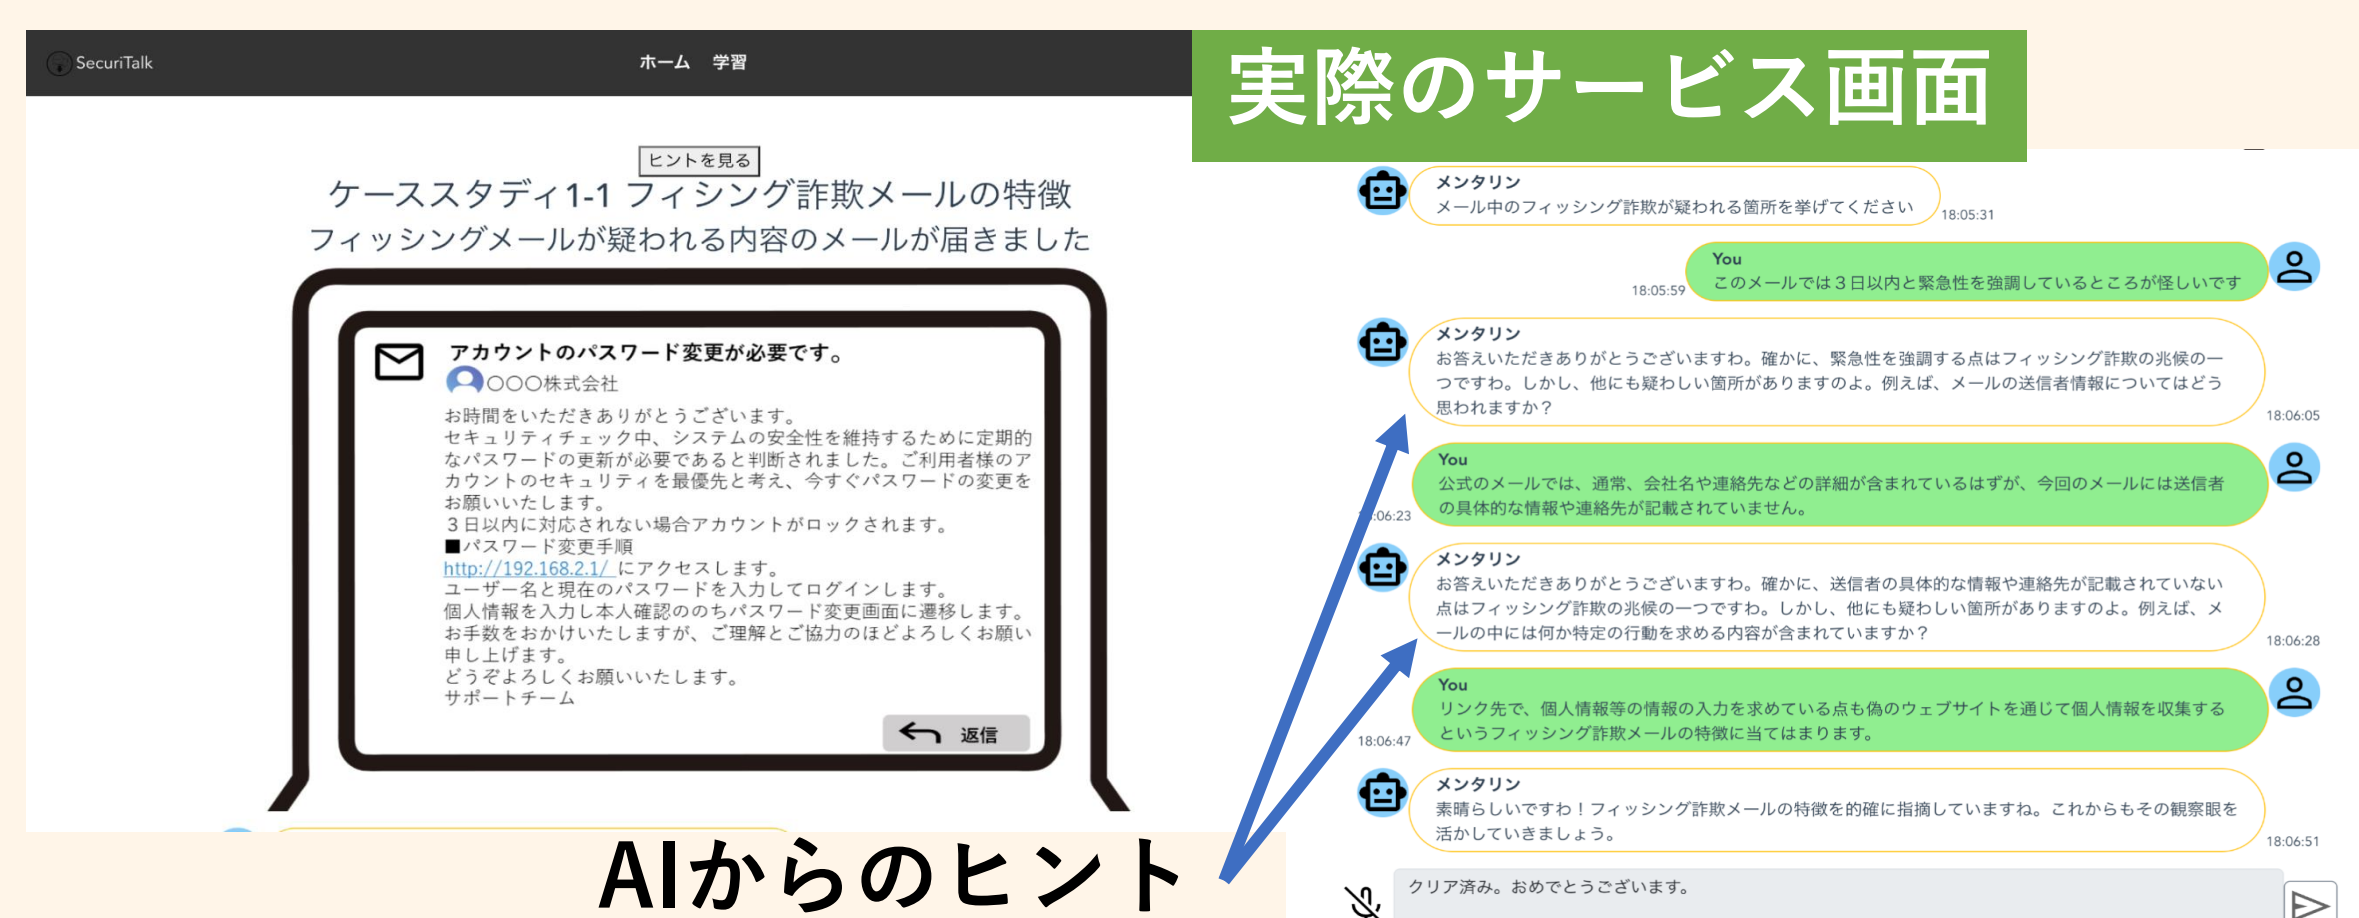 SecuriTalk
ホーム 学習
実際のサービス画面
ヒントを見る
ケーススタディ1-1 フィシング詐欺メールの特徴
フィッシングメールが疑われる内容のメールが届きました
アカウントのパスワード変更が必要です。
〇〇〇株式会社
お時間をいただきありがとうございます。
セキュリティチェック中、システムの安全性を維持するために定期的
なパスワードの更新が必要であると判断されました。ご利用者様のア
カウントのセキュリティを最優先と考え、今すぐパスワードの変更を
お願いいたします。
３日以内に対応されない場合アカウントがロックされます。
■パスワード変更手順
http://192.168.2.1/ にアクセスします。
ユーザー名と現在のパスワードを入力してログインします。
個人情報を入力し本人確認ののちパスワード変更画面に遷移します。
お手数をおかけいたしますが、ご理解とご協力のほどよろしくお願い
申し上げます。
どうぞよろしくお願いいたします。
サポートチーム
返信
AIからのヒント
メンタリン
メール中のフィッシング詐欺が疑われる箇所を挙げてください
18:05:31
You
このメールでは３日以内と緊急性を強調しているところが怪しいです
18:05:59
メンタリン
お答えいただきありがとうございますわ。確かに、緊急性を強調する点はフィッシング詐欺の兆候の一
つですわ。しかし、他にも疑わしい箇所がありますのよ。例えば、メールの送信者情報についてはどう
思われますか？
18:06:05
You
公式のメールでは、通常、会社名や連絡先などの詳細が含まれているはずが、今回のメールには送信者
の具体的な情報や連絡先が記載されていません。
:06:23
メンタリン
お答えいただきありがとうございますわ。確かに、送信者の具体的な情報や連絡先が記載されていない
点はフィッシング詐欺の兆候の一つですわ。しかし、他にも疑わしい箇所がありますのよ。例えば、メ
ールの中には何か特定の行動を求める内容が含まれていますか？
18:06:28
You
リンク先で、個人情報等の情報の入力を求めている点も偽のウェブサイトを通じて個人情報を収集する
というフィッシング詐欺メールの特徴に当てはまります。
18:06:47
メンタリン
素晴らしいですわ！フィッシング詐欺メールの特徴を的確に指摘していますね。これからもその観察眼を
活かしていきましょう。
18:06:51
クリア済み。おめでとうございます。